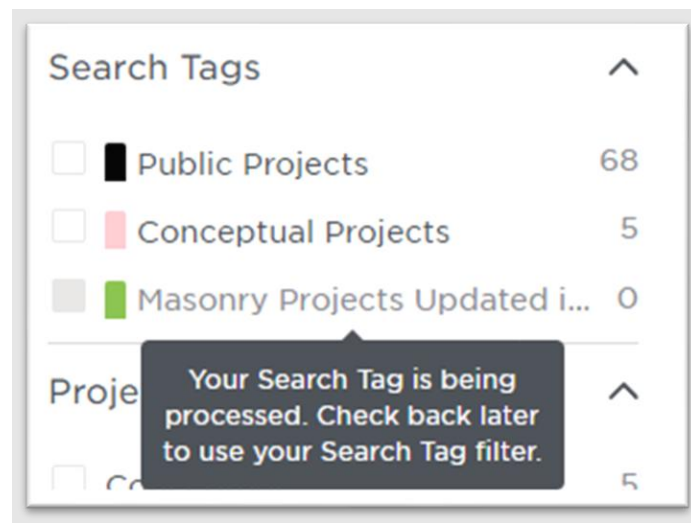 Search Tags
Public Projects 68
Conceptual Projects 5
Masonry Projects Updated i... 0
Your Search Tag is being
Proje
processed. Check back later
to use your Search Tag filter.
5